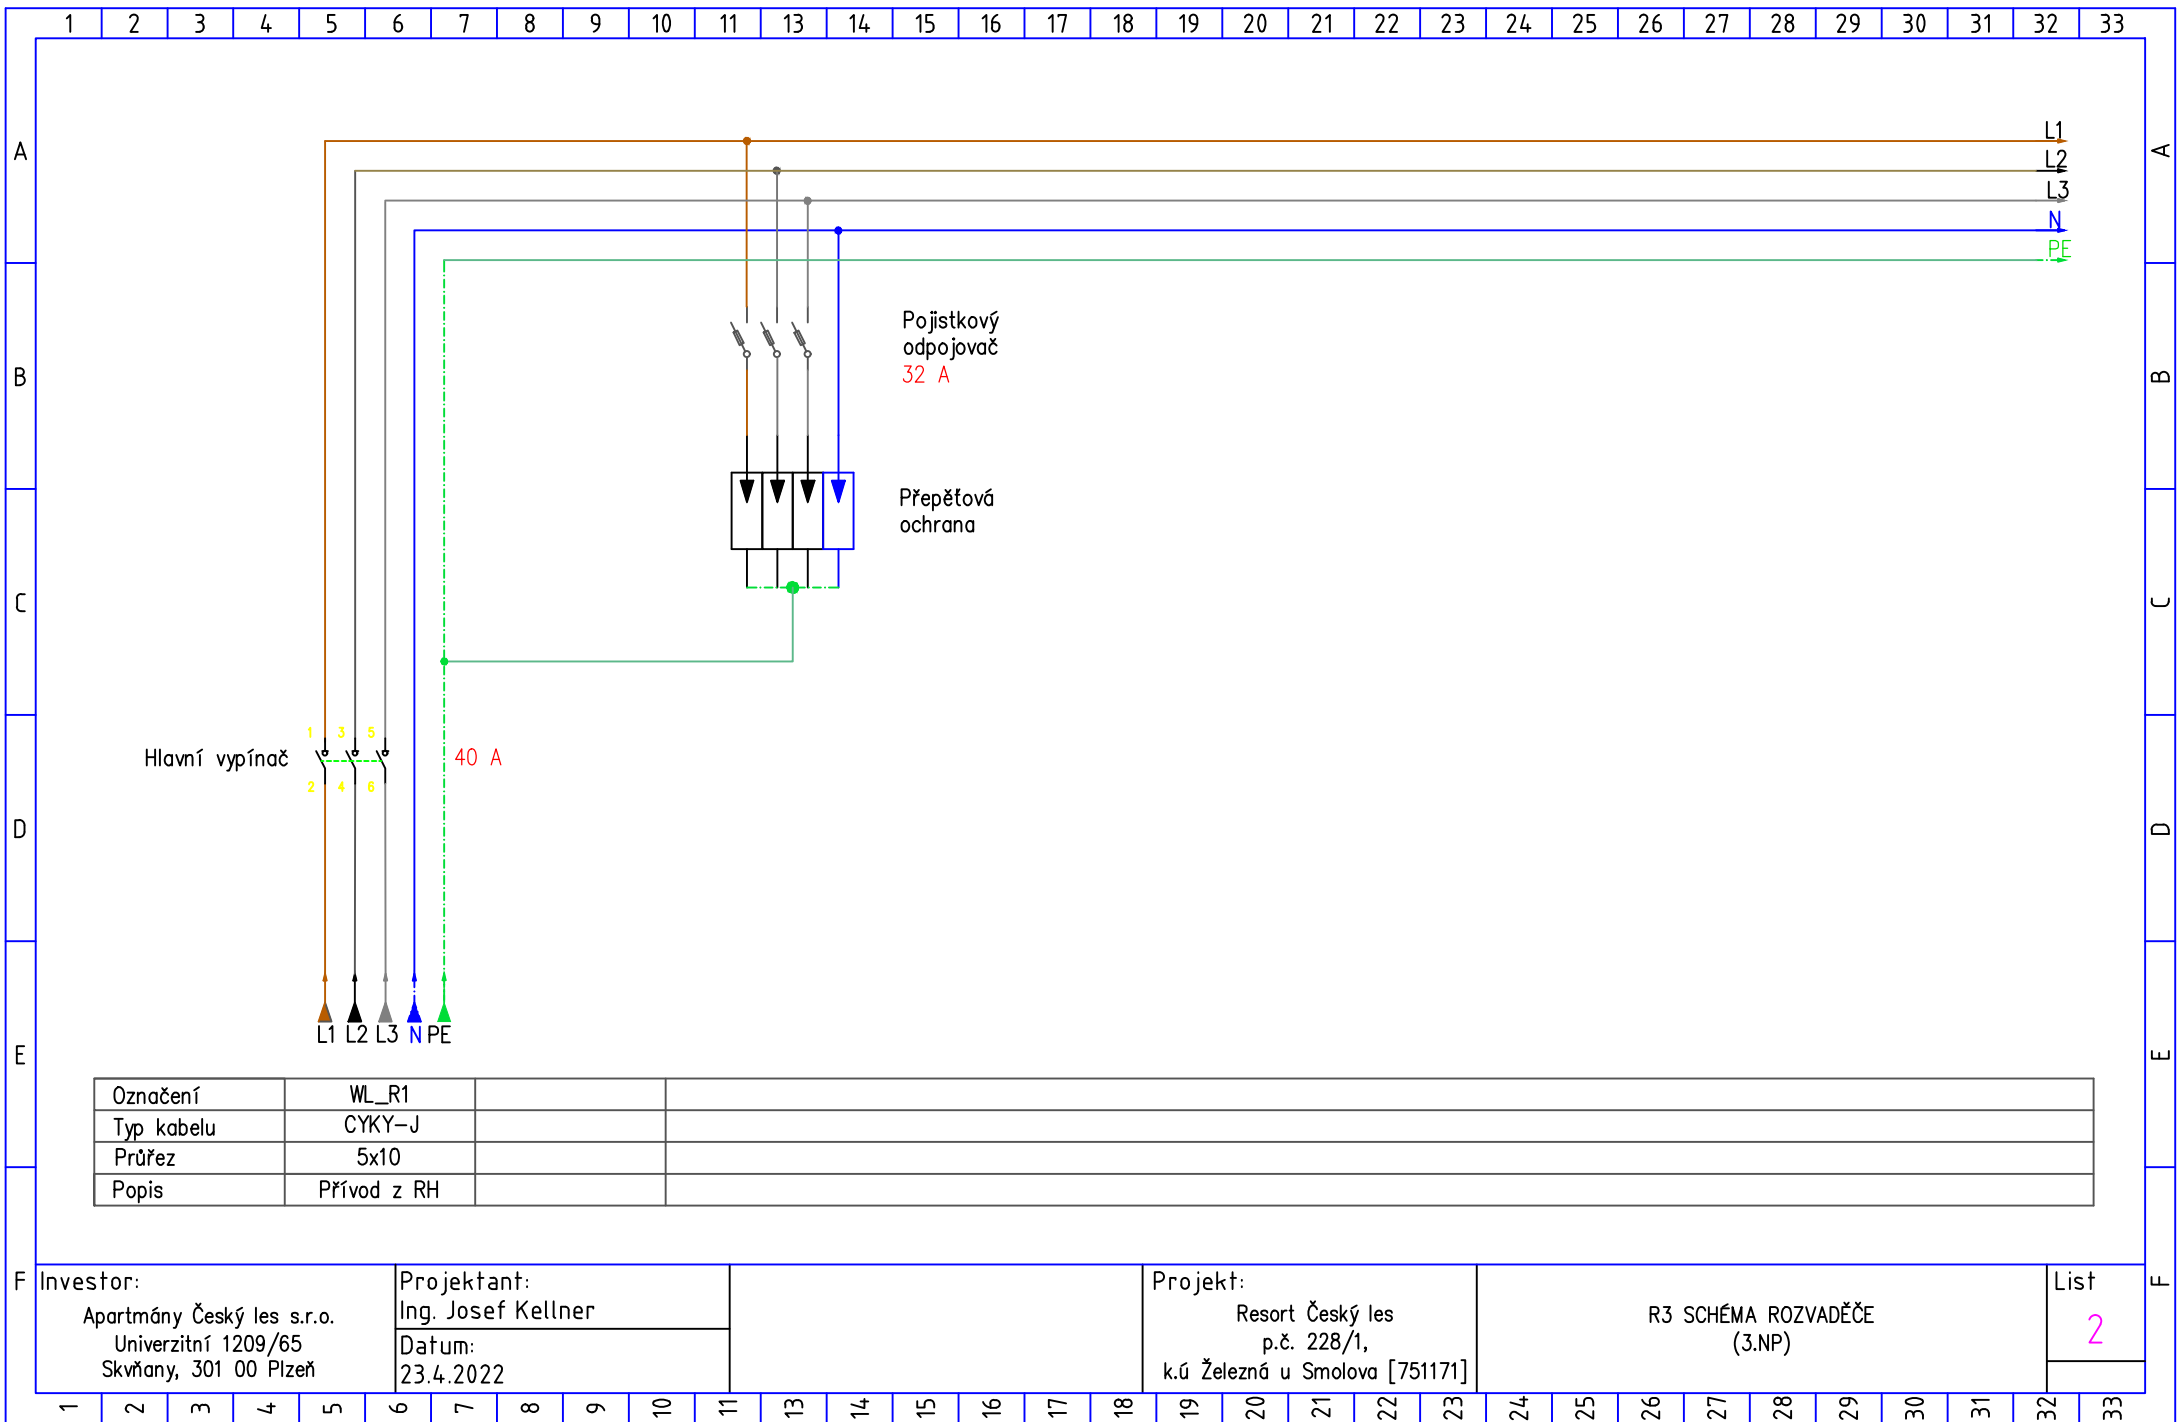 1 2 3 4 5 6 7 8 9 10 11 13 14 15 16 17 18 19 20 21 22 23 24 25 26 27 28 29 30 31 32 33
A
A
L1
L2
L3
N
PE
Pojistkový
odpojovač
32 A
B
B
Přepěťová
ochrana
C
C
1 3 5
Hlavní vypínač
40 A
2 4 6
D
D
L1 L2 L3 N PE
E
E
Označení WL_R1
Typ kabelu CYKY-J
Průřez 5x10
Popis Přívod z RH
F
F
Investor:
Apartmány Český les s.r.o.
Univerzitní 1209/65
Skvňany, 301 00 Plzeň
Projektant:
Ing. Josef Kellner
Datum:
23.4.2022
Projekt:
Resort Český les
p.č. 228/1,
k.ú Železná u Smolova [751171]
R3 SCHÉMA ROZVADĚČE
(3.NP)
List
2
1 2 3 4 5 6 7 8 9 10 11 13 14 15 16 17 18 19 20 21 22 23 24 25 26 27 28 29 30 31 32 33